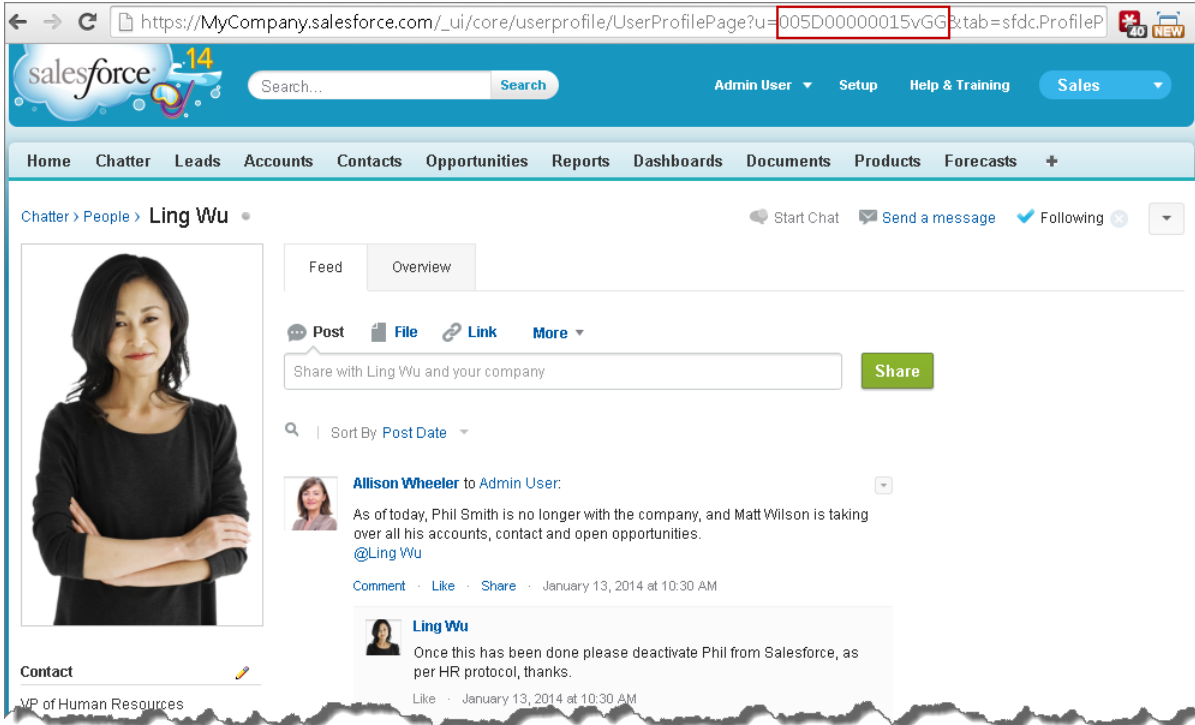 https://MyCompany.salesforce.com/_ui/core/userprofile/UserProfilePage?u=005D00000015vGG&tab=sfdc.ProfileP
40 NEW
salesforce '14
Search... Search Admin User Setup Help & Training Sales
Home Chatter Leads Accounts Contacts Opportunities Reports Dashboards Documents Products Forecasts +
Chatter > People > Ling Wu Start Chat Send a message Following
Feed Overview
Post File Link More
Share with Ling Wu and your company Share
Sort By Post Date
Allison Wheeler to Admin User:
As of today, Phil Smith is no longer with the company, and Matt Wilson is taking
over all his accounts, contact and open opportunities.
@Ling Wu
Comment · Like · Share · January 13, 2014 at 10:30 AM
Ling Wu
Once this has been done please deactivate Phil from Salesforce, as
per HR protocol, thanks.
Like · January 13, 2014 at 10:30 AM
Contact
VP of Human Resources